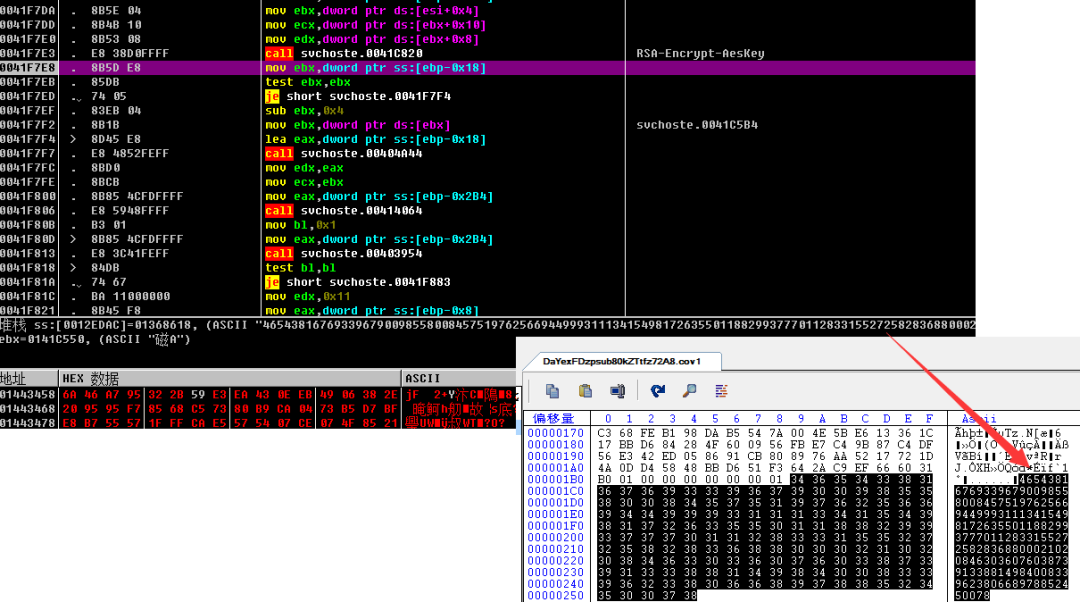 0041F7DA . 8B5E 04 mov ebx,dword ptr ds:[esi+0x4]
0041F7DD . 8B4B 10 mov ecx,dword ptr ds:[ebx+0x10]
0041F7E0 . 8B53 08 mov edx,dword ptr ds:[ebx+0x8]
0041F7E3 . E8 38D0FFFF call svchoste.0041C820 RSA-Encrypt-AesKey
0041F7E8 . 8B5D E8 mov ebx,dword ptr ss:[ebp-0x18]
0041F7EB . 85DB test ebx,ebx
0041F7ED .⌄ 74 05 je short svchoste.0041F7F4
0041F7EF . 83EB 04 sub ebx,0x4
0041F7F2 . 8B1B mov ebx,dword ptr ds:[ebx] svchoste.0041C5B4
0041F7F4 > 8D45 E8 lea eax,dword ptr ss:[ebp-0x18]
0041F7F7 . E8 4852FEFF call svchoste.00404A44
0041F7FC . 8BD0 mov edx,eax
0041F7FE . 8BCB mov ecx,ebx
0041F800 . 8B85 4CFDFFFF mov eax,dword ptr ss:[ebp-0x2B4]
0041F806 . E8 5948FFFF call svchoste.00414064
0041F80B . B3 01 mov bl,0x1
0041F80D > 8B85 4CFDFFFF mov eax,dword ptr ss:[ebp-0x2B4]
0041F813 . E8 3C41FEFF call svchoste.00403954
0041F818 > 84DB test bl,bl
0041F81A .⌄ 74 67 je short svchoste.0041F883
0041F81C . BA 11000000 mov edx,0x11
0041F821 . 8B45 F8 mov eax,dword ptr ss:[ebp-0x8]
堆栈 ss:[0012EDAC]=01368618, (ASCII "4654381676933967900985580084575197625669449993111341549817263550118829937770112833155272582836880002
ebx=0141C550, (ASCII "磁A")
地址 HEX 数据 ASCII
01443458 6A 46 A7 95 32 2B 59 E3 EA 43 0E EA 49 06 38 2E
01443468 20 95 95 F7 85 68 C5 73 80 B9 CA 04 73 B5 D7 BF
01443478 E8 B7 55 57 1F FF CA E5 57 54 Q7 CE 07 4F 85 21
DaYexFDzpsub80kZTtfz72A8.cov1
偏移量 0 1 2 3 4 5 6 7 8 9 A B C D E F Ascii
00000170 C3 68 FE B1 98 DA B5 54 7A 00 4E 5B E6 13 36 1C
00000180 17 BB D6 84 28 4F 60 09 56 FB E7 C4 9B 87 C4 DF
00000190 56 E3 42 ED 05 86 91 CB 80 89 76 AA 52 17 72 1D
000001A0 4A 0D D4 58 48 BB D6 51 F3 64 2A C9 EF 66 60 31
000001B0 B0 01 00 00 00 00 00 01 34 36 35 34 33 38 31 4654381
000001C0 36 37 36 39 33 33 39 36 37 39 30 30 39 38 35 35 6769339679009855
000001D0 38 30 30 38 34 35 37 35 31 39 37 36 32 35 36 36 8008457519762566
000001E0 39 34 34 39 39 39 33 31 31 31 33 34 31 35 34 39 9449993111341549
000001F0 38 31 37 32 36 33 35 35 30 31 31 38 38 32 39 39 8172635501188299
00000200 33 37 37 37 30 31 31 32 38 33 33 31 35 35 32 37 3777011283315527
00000210 32 35 38 32 38 33 36 38 38 30 30 30 32 31 30 32 2582836880002102
00000220 30 38 34 36 33 30 33 36 30 37 36 30 33 38 37 33 0846303607603873
00000230 39 31 33 33 38 38 31 34 39 38 34 30 30 38 33 33 9133881498400833
00000240 39 36 32 33 38 30 36 36 38 39 37 38 38 35 32 34 9623806689788524
00000250 35 30 30 37 38 50078